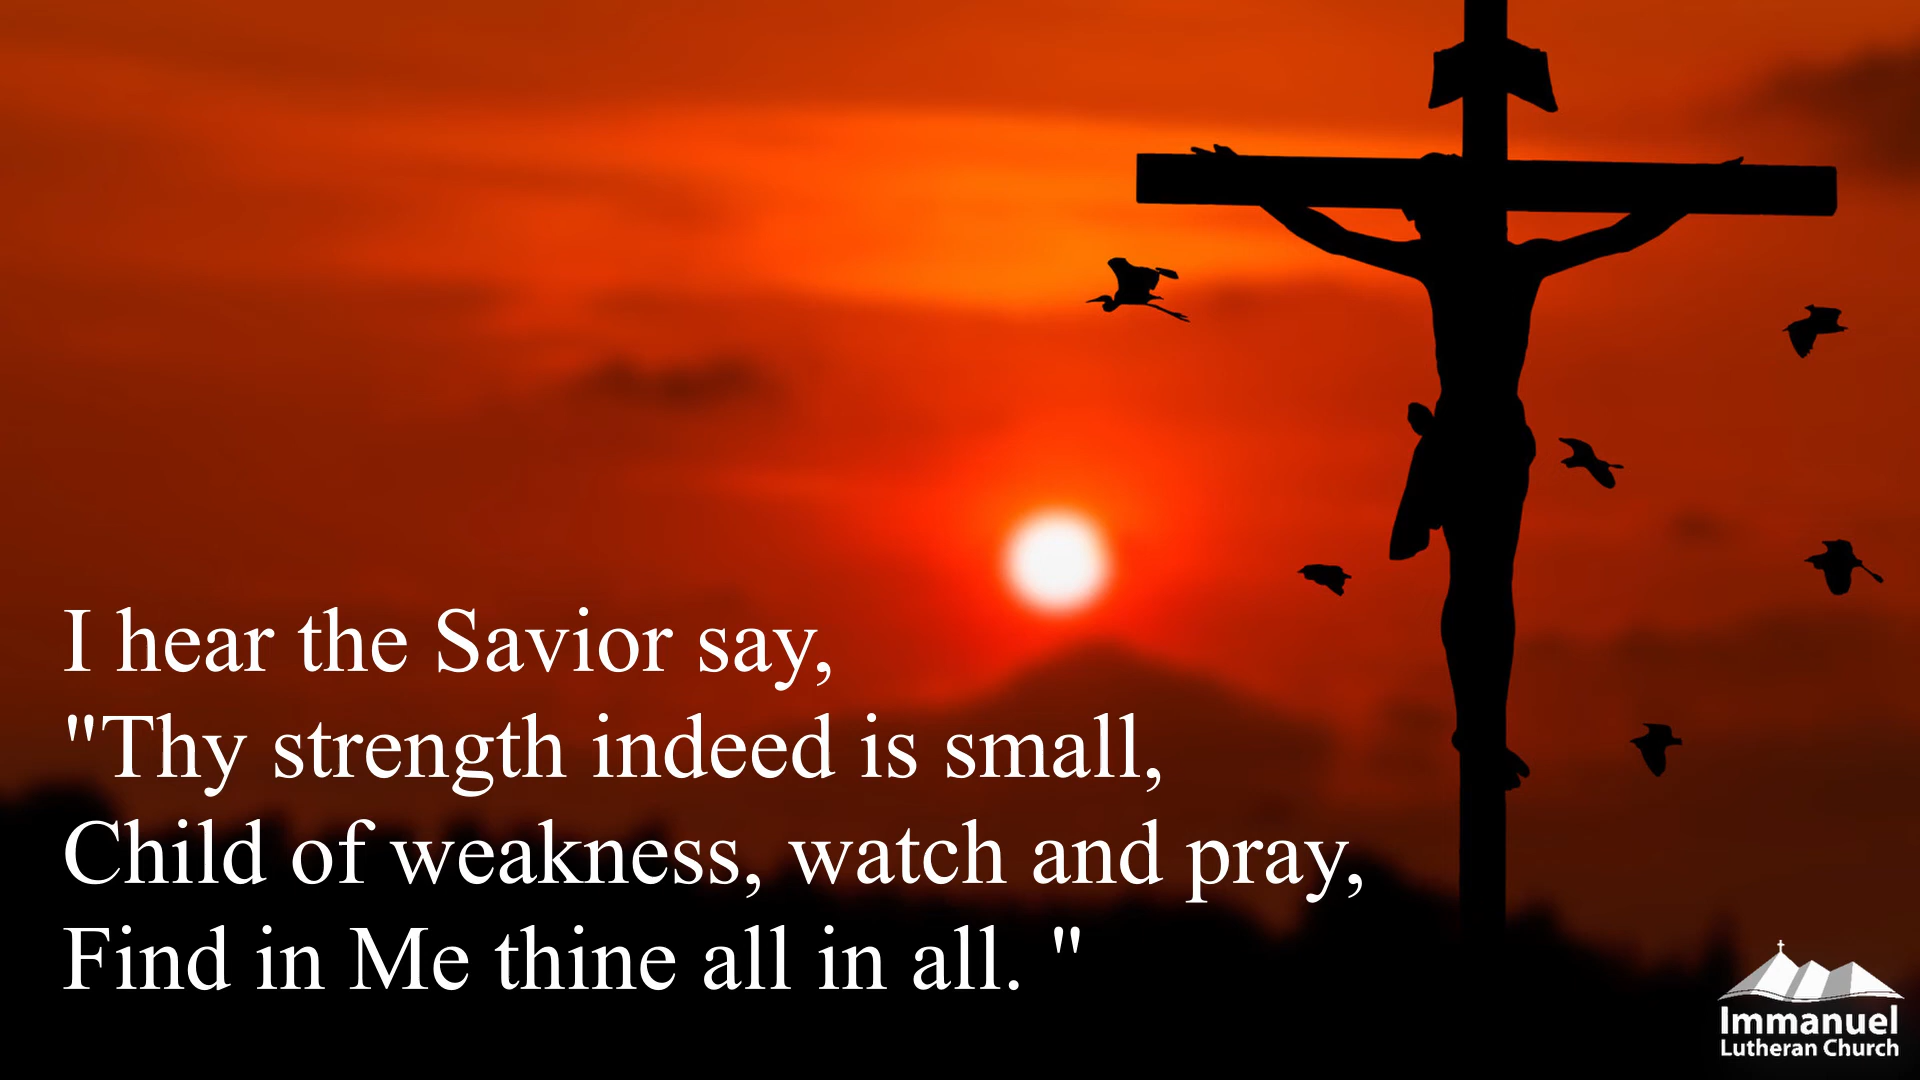 I hear the Savior say,
"Thy strength indeed is small,
Child of weakness, watch and pray,
Find in Me thine all in all. "
Immanuel
Lutheran Church